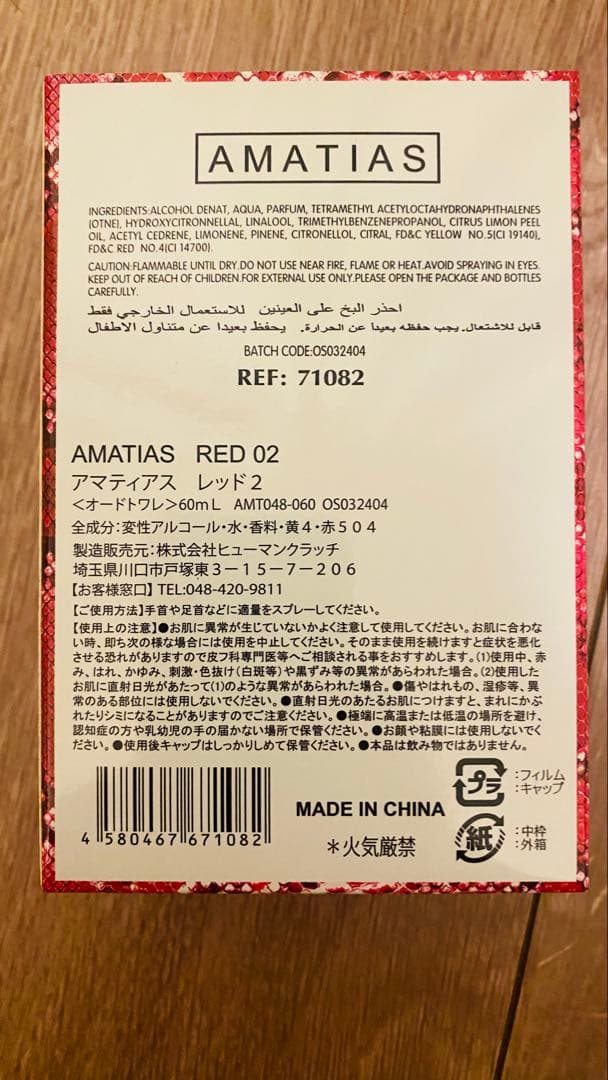 AMATIAS
INGREDIENTS:ALCOHOL DENAT, AQUA, PARFUM, TETRAMETHYL ACETYLOCTAHYDRONAPHTHALENES
(OTNE), HYDROXYCITRONNELLAL, LINALOOL, TRIMETHYLBENZENEPROPANOL, CITRUS LIMON PEEL
OIL, ACETYL CEDRENE, LIMONENE, PINENE, CITRONELLOL, CITRAL, FD&C YELLOW NO.5(CI 19140),
FD&C RED NO.4(CI 14700).
CAUTION:FLAMMABLE UNTIL DRY.DO NOT USE NEAR FIRE, FLAME OR HEAT.AVOID SPRAYING IN EYES.
KEEP OUT OF REACH OF CHILDREN.FOR EXTERNAL USE ONLY.PLEASE OPEN THE PACKAGE AND BOTTLES
CAREFULLY.
احذر البخ على العينين للاستعمال الخارجي فقط
قابل للاشتعال. يجب حفظه بعيدا عن الحرارة. يحفظ بعيدا عن متناول الاطفال
BATCH CODE:OS032404
REF: 71082
AMATIAS RED 02
アマティアス レッド2
<オードトワレ>60mL AMT048-060 OS032404
全成分:変性アルコール・水・香料・黄4・赤504
製造販売元:株式会社ヒューマンクラッチ
埼玉県川口市戸塚東3-15-7-206
【お客様窓口】TEL:048-420-9811
【ご使用方法】手首や足首などに適量をスプレーしてください。
【使用上の注意】●お肌に異常が生じていないかよく注意して使用してください。お肌に合わな
い時、即ち次の様な場合には使用を中止してください。そのまま使用を続けますと症状を悪化
させる恐れがありますので皮フ科専門医等へご相談される事をおすすめします。(1)使用中、赤
み、はれ、かゆみ、刺激・色抜け(白斑等)や黒ずみ等の異常があらわれた場合。(2)使用した
お肌に直射日光があたって(1)のような異常があらわれた場合。●傷やはれもの、湿疹等、異
常のある部位には使用しないでください。●直射日光のあたるお肌につけますと、まれにかぶ
れたりシミになることがありますのでご注意ください。●極端に高温または低温の場所を避け、
認知症の方や乳幼児の手の届かない場所で保管ください。●お顔や粘膜には使用しないでく
ださい。●使用後キャップはしっかりしめて保管ください。●本品は飲み物ではありません。
4 580467 671082
MADE IN CHINA
*火気厳禁
プラ
:フィルム
:キャップ
紙
:中枠
:外箱